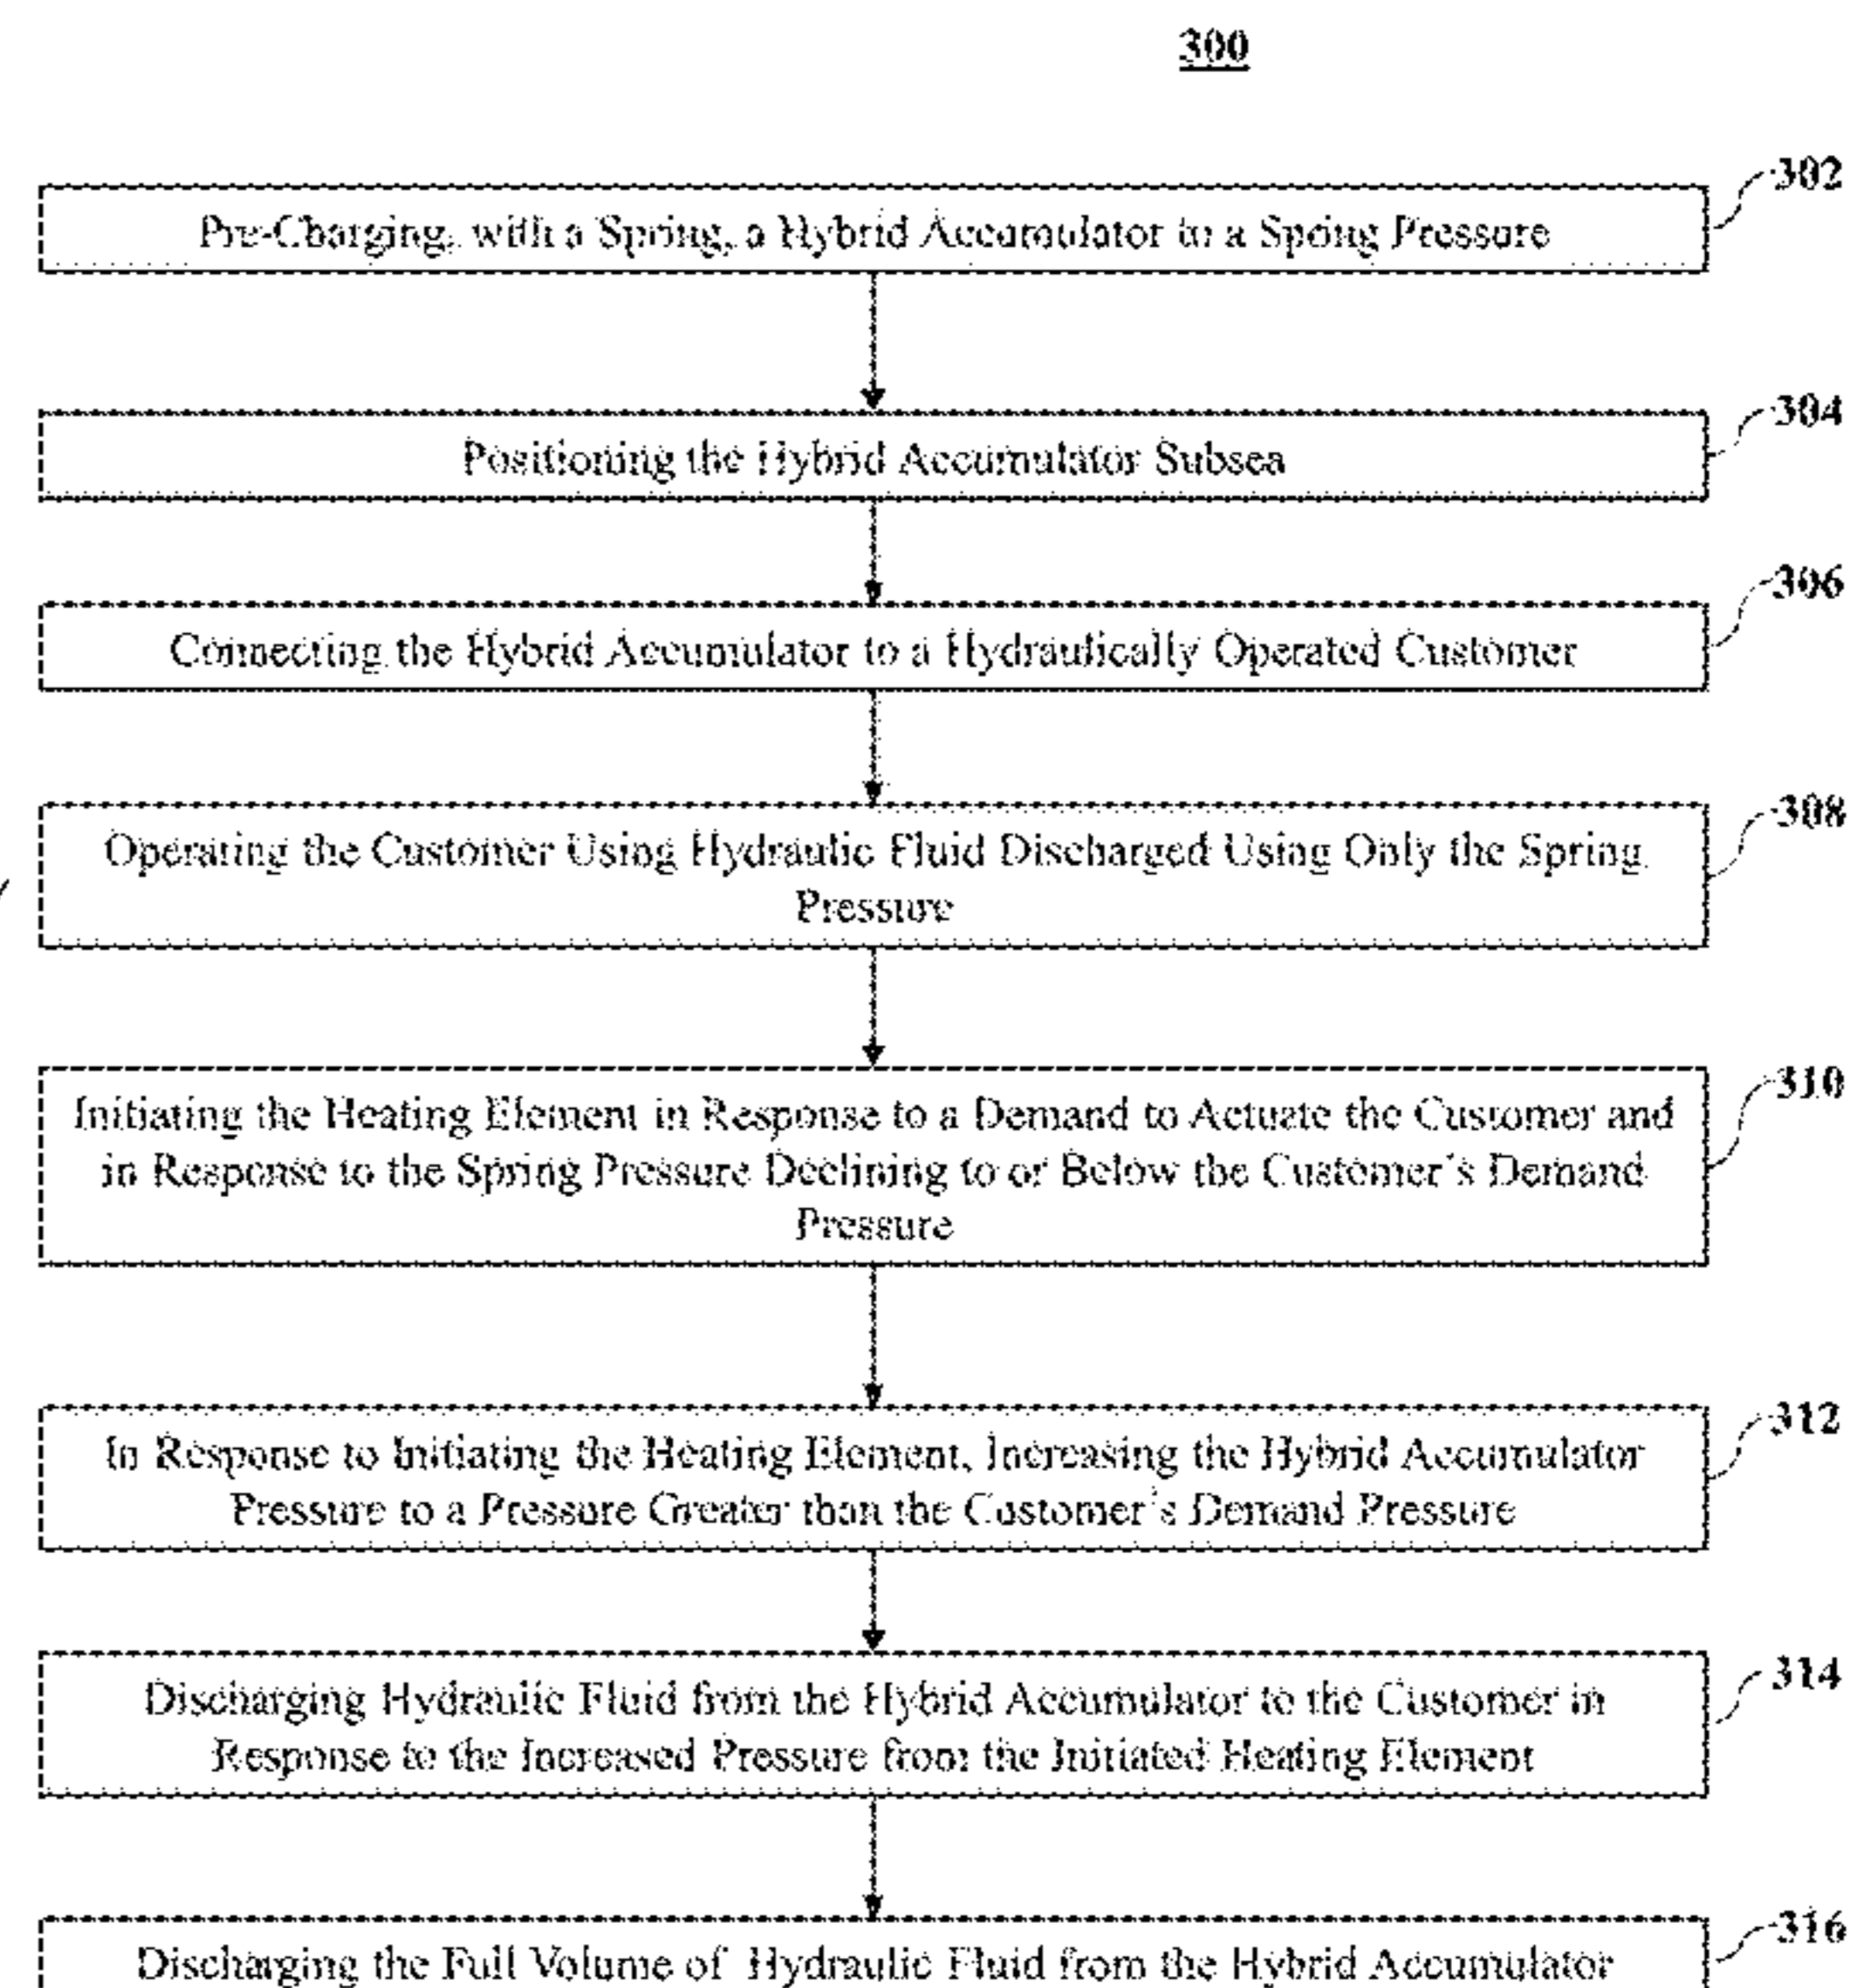 300
302
Pre-Charging, with a Spring, a Hybrid Accumulator to a Spring Pressure
304
Positioning the Hybrid Accumulator Subsea
306
Connecting the Hybrid Accumulator to a Hydraulically Operated Customer
308
Operating the Customer Using Hydraulic Fluid Discharged Using Only the Spring
Pressure
310
Initiating the Heating Element in Response to a Demand to Actuate the Customer and
in Response to the Spring Pressure Declining to or Below the Customer's Demand
Pressure
312
In Response to Initiating the Heating Element, Increasing the Hybrid Accumulator
Pressure to a Pressure Greater than the Customer's Demand Pressure
314
Discharging Hydraulic Fluid from the Hybrid Accumulator to the Customer in
Response to the Increased Pressure from the Initiated Heating Element
316
Discharging the Full Volume of Hydraulic Fluid from the Hybrid Accumulator